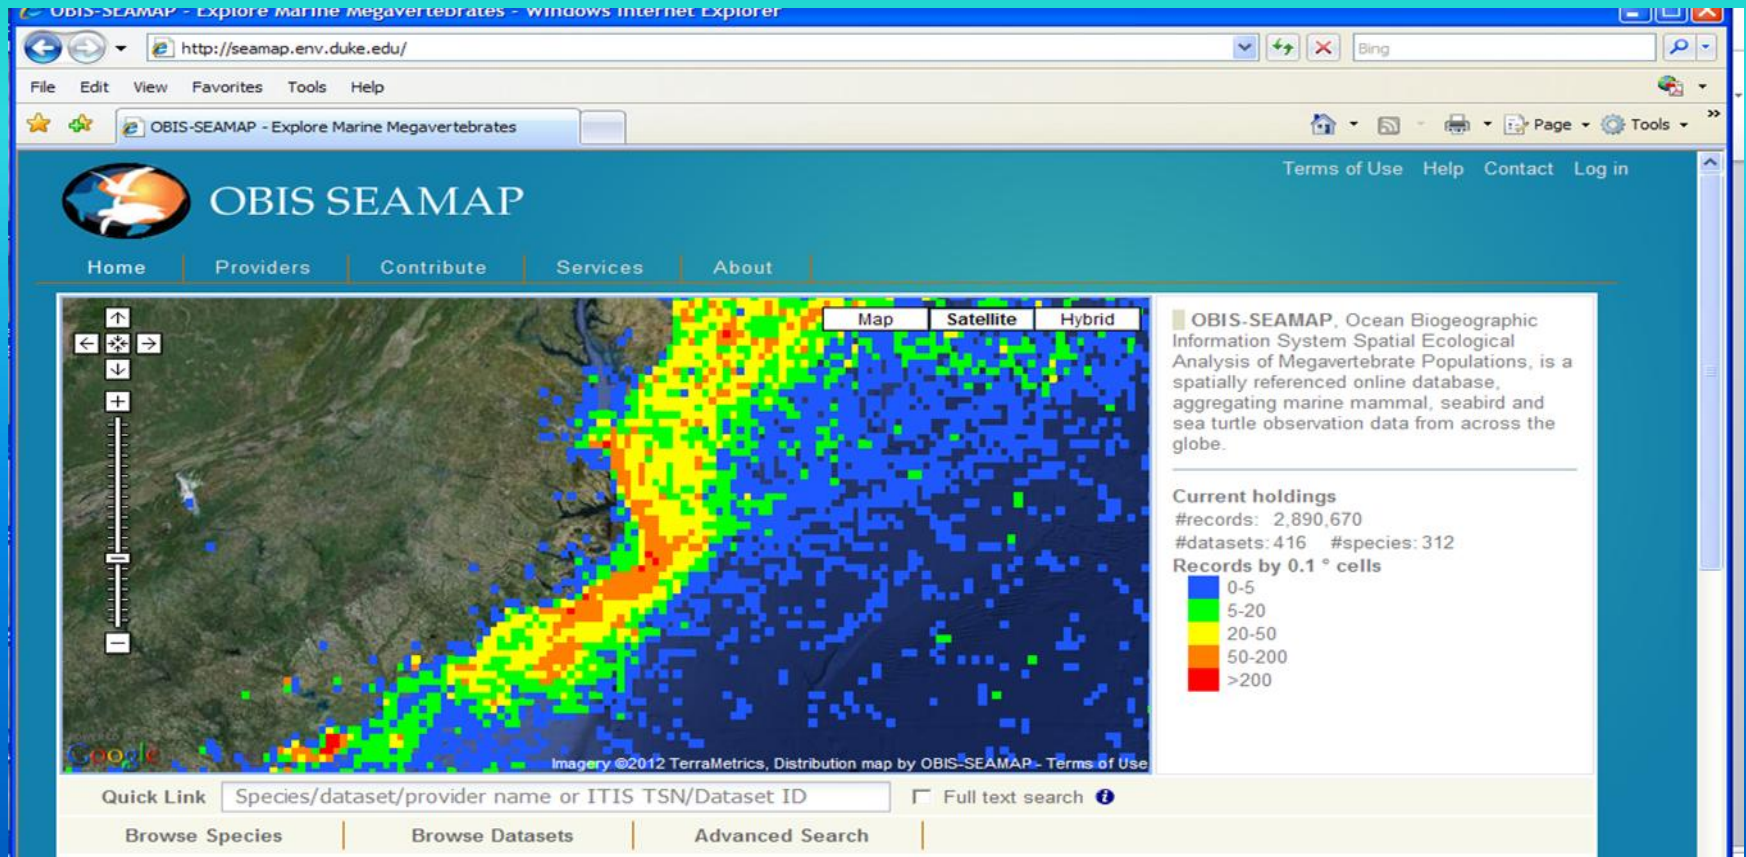 OBIS-SEAMAP - Explore Marine Megavertebrates - Windows Internet Explorer
http://seamap.env.duke.edu/
Bing
File Edit View Favorites Tools Help
OBIS-SEAMAP - Explore Marine Megavertebrates
Page Tools
Terms of Use Help Contact Log in
OBIS SEAMAP
Home Providers Contribute Services About
Map Satellite Hybrid
OBIS-SEAMAP, Ocean Biogeographic
Information System Spatial Ecological
Analysis of Megavertebrate Populations, is a
spatially referenced online database,
aggregating marine mammal, seabird and
sea turtle observation data from across the
globe.
Current holdings
#records: 2,890,670
#datasets: 416 #species: 312
Records by 0.1 ° cells
0-5
5-20
20-50
50-200
>200
Google
Imagery ©2012 TerraMetrics, Distribution map by OBIS-SEAMAP - Terms of Use
Quick Link Species/dataset/provider name or ITIS TSN/Dataset ID Full text search
Browse Species Browse Datasets Advanced Search